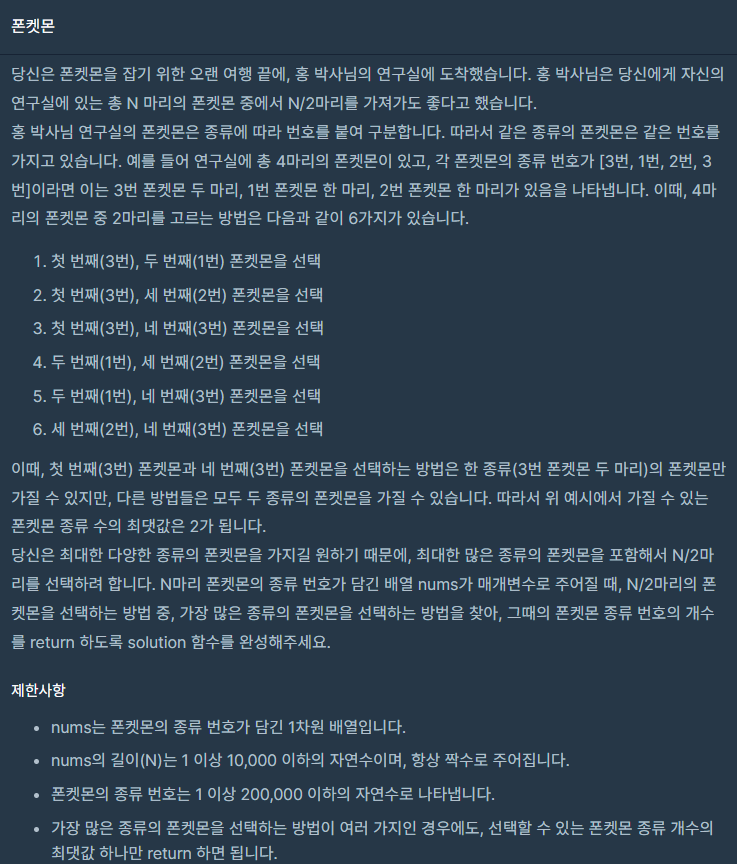 폰켓몬
당신은 폰켓몬을 잡기 위한 오랜 여행 끝에, 홍 박사님의 연구실에 도착했습니다. 홍 박사님은 당신에게 자신의
연구실에 있는 총 N 마리의 폰켓몬 중에서 N/2마리를 가져가도 좋다고 했습니다.
홍 박사님 연구실의 폰켓몬은 종류에 따라 번호를 붙여 구분합니다. 따라서 같은 종류의 폰켓몬은 같은 번호를
가지고 있습니다. 예를 들어 연구실에 총 4마리의 폰켓몬이 있고, 각 폰켓몬의 종류 번호가 [3번, 1번, 2번, 3
번]이라면 이는 3번 폰켓몬 두 마리, 1번 폰켓몬 한 마리, 2번 폰켓몬 한 마리가 있음을 나타냅니다. 이때, 4마
리의 폰켓몬 중 2마리를 고르는 방법은 다음과 같이 6가지가 있습니다.
1. 첫 번째(3번), 두 번째(1번) 폰켓몬을 선택
2. 첫 번째(3번), 세 번째(2번) 폰켓몬을 선택
3. 첫 번째(3번), 네 번째(3번) 폰켓몬을 선택
4. 두 번째(1번), 세 번째(2번) 폰켓몬을 선택
5. 두 번째(1번), 네 번째(3번) 폰켓몬을 선택
6. 세 번째(2번), 네 번째(3번) 폰켓몬을 선택
이때, 첫 번째(3번) 폰켓몬과 네 번째(3번) 폰켓몬을 선택하는 방법은 한 종류(3번 폰켓몬 두 마리)의 폰켓몬만
가질 수 있지만, 다른 방법들은 모두 두 종류의 폰켓몬을 가질 수 있습니다. 따라서 위 예시에서 가질 수 있는
폰켓몬 종류 수의 최댓값은 2가 됩니다.
당신은 최대한 다양한 종류의 폰켓몬을 가지길 원하기 때문에, 최대한 많은 종류의 폰켓몬을 포함해서 N/2마
리를 선택하려 합니다. N마리 폰켓몬의 종류 번호가 담긴 배열 nums가 매개변수로 주어질 때, N/2마리의 폰
켓몬을 선택하는 방법 중, 가장 많은 종류의 폰켓몬을 선택하는 방법을 찾아, 그때의 폰켓몬 종류 번호의 개수
를 return 하도록 solution 함수를 완성해주세요.
제한사항
• nums는 폰켓몬의 종류 번호가 담긴 1차원 배열입니다.
• nums의 길이(N)는 1 이상 10,000 이하의 자연수이며, 항상 짝수로 주어집니다.
• 폰켓몬의 종류 번호는 1 이상 200,000 이하의 자연수로 나타냅니다.
• 가장 많은 종류의 폰켓몬을 선택하는 방법이 여러 가지인 경우에도, 선택할 수 있는 폰켓몬 종류 개수의
최댓값 하나만 return 하면 됩니다.